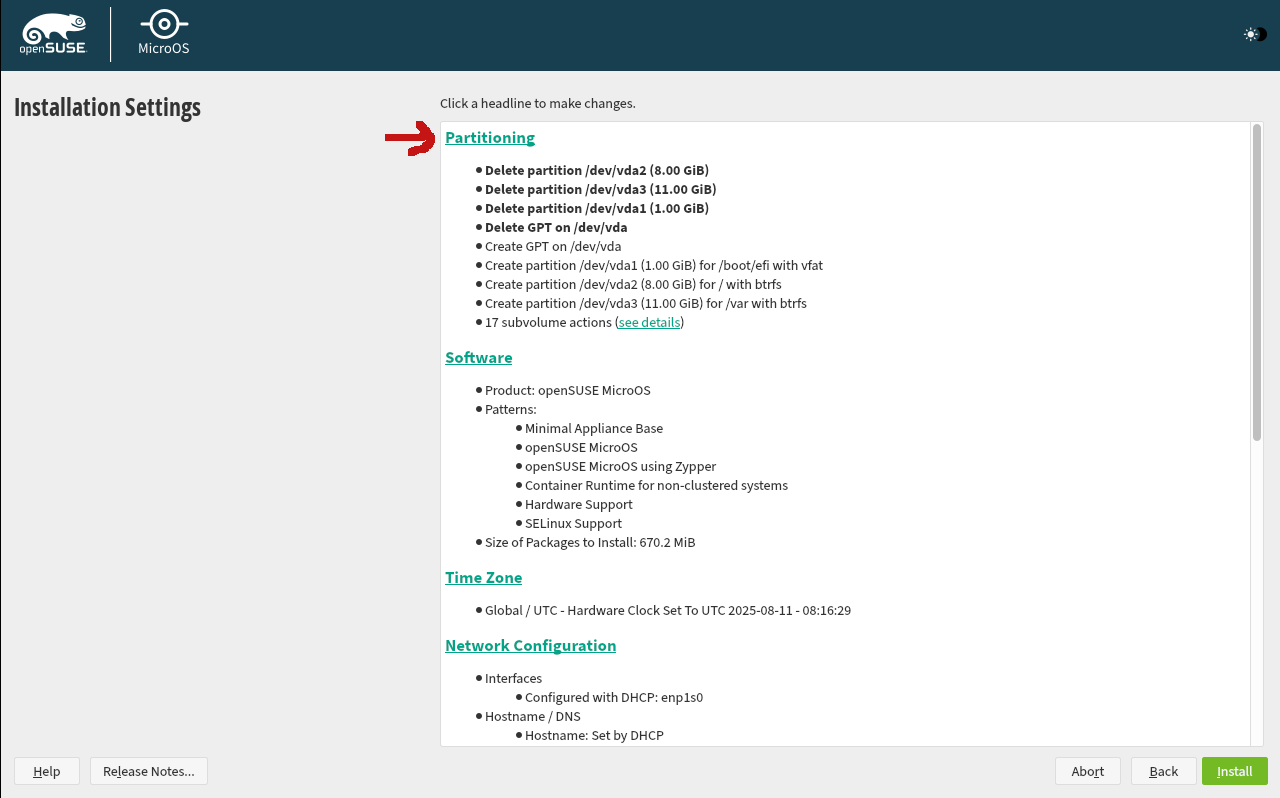 openSUSE
MicroOS
Installation Settings
Click a headline to make changes.
Partitioning
Delete partition /dev/vda2 (8.00 GiB)
Delete partition /dev/vda3 (11.00 GiB)
Delete partition /dev/vda1 (1.00 GiB)
Delete GPT on /dev/vda
Create GPT on /dev/vda
Create partition /dev/vda1 (1.00 GiB) for /boot/efi with vfat
Create partition /dev/vda2 (8.00 GiB) for / with btrfs
Create partition /dev/vda3 (11.00 GiB) for /var with btrfs
17 subvolume actions (see details)
Software
Product: openSUSE MicroOS
Patterns:
Minimal Appliance Base
openSUSE MicroOS
openSUSE MicroOS using Zypper
Container Runtime for non-clustered systems
Hardware Support
SELinux Support
Size of Packages to Install: 670.2 MiB
Time Zone
Global / UTC - Hardware Clock Set To UTC 2025-08-11 - 08:16:29
Network Configuration
Interfaces
Configured with DHCP: enp1s0
Hostname / DNS
Hostname: Set by DHCP
Help
Release Notes...
Abort
Back
Install